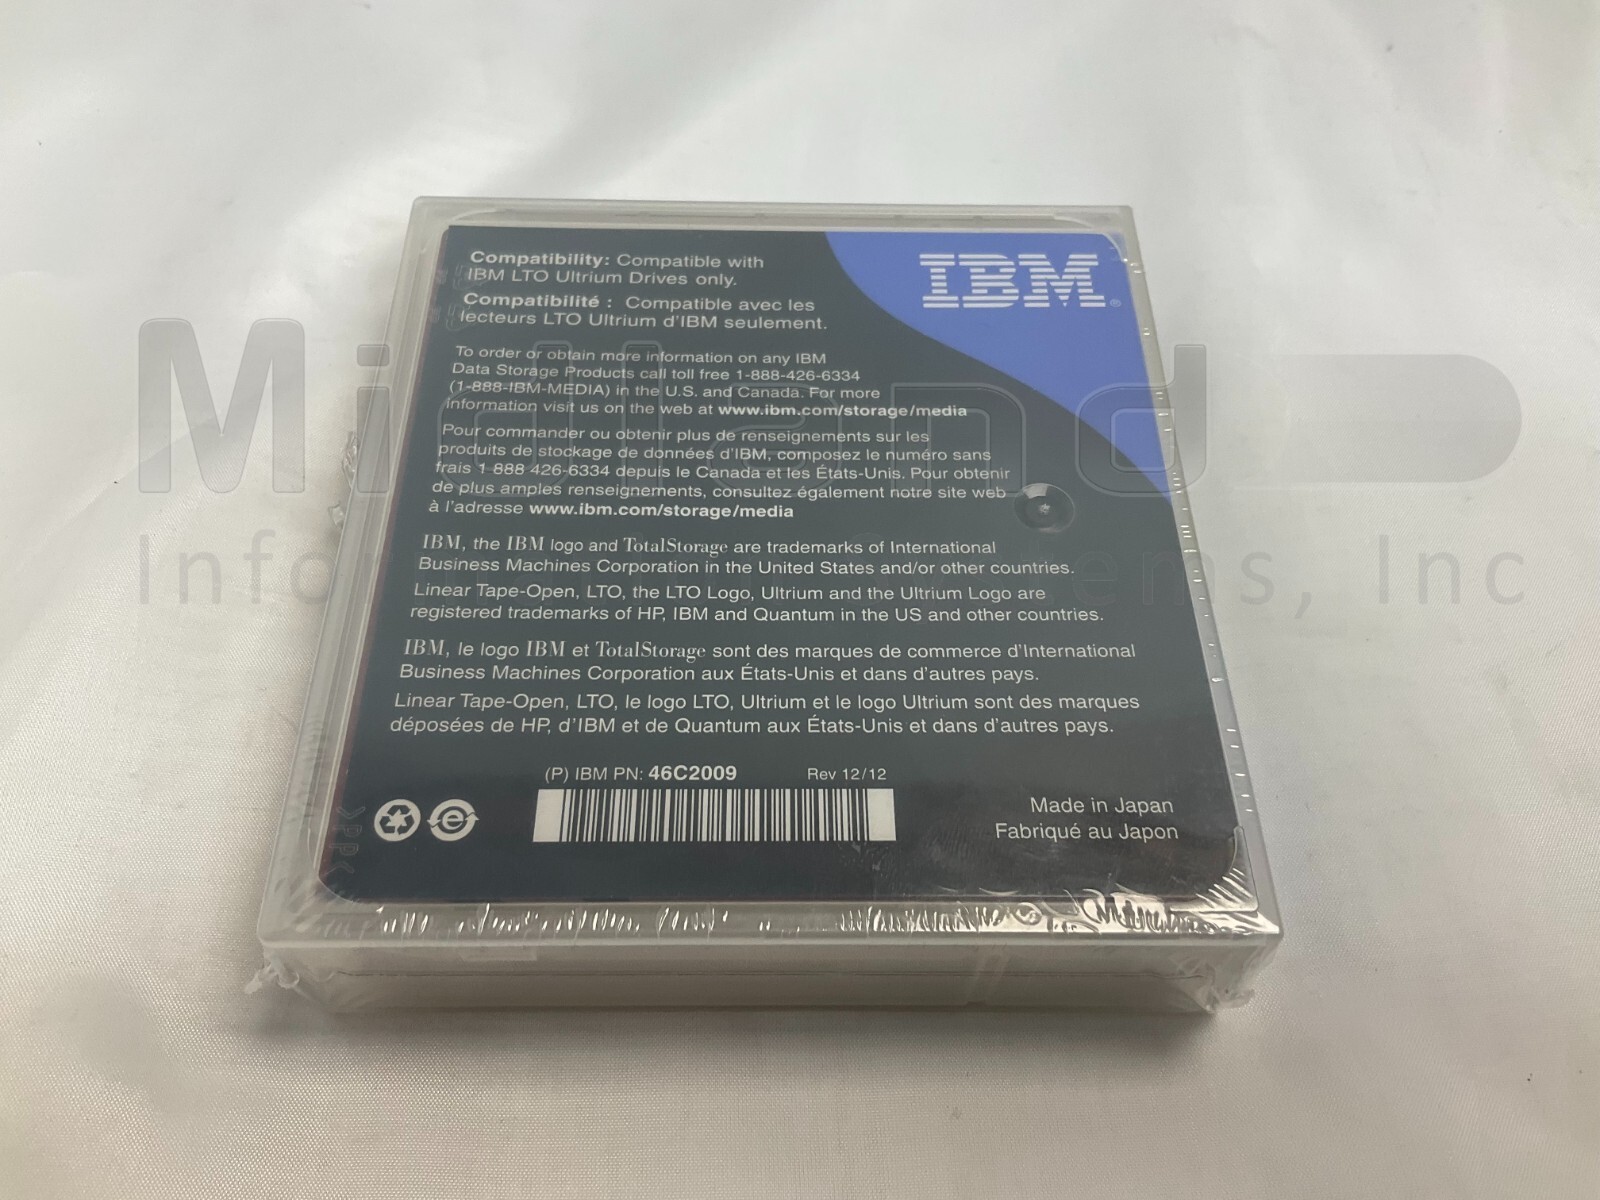 IBM®
Compatibility: Compatible with
IBM LTO Ultrium Drives only.
Compatibilité : Compatible avec les
lecteurs LTO Ultrium d'IBM seulement.
To order or obtain more information on any IBM
Data Storage Products call toll free 1-888-426-6334
(1-888-IBM-MEDIA) in the U.S. and Canada. For more
information visit us on the web at www.ibm.com/storage/media
Pour commander ou obtenir plus de renseignements sur les
produits de stockage de données d'IBM, composez le numéro sans
frais 1 888 426-6334 depuis le Canada et les États-Unis. Pour obtenir
de plus amples renseignements, consultez également notre site web
à l'adresse www.ibm.com/storage/media
IBM, the IBM logo and TotalStorage are trademarks of International
Business Machines Corporation in the United States and/or other countries.
Linear Tape-Open, LTO, the LTO Logo, Ultrium and the Ultrium Logo are
registered trademarks of HP, IBM and Quantum in the US and other countries.
IBM, le logo IBM et TotalStorage sont des marques de commerce d'International
Business Machines Corporation aux États-Unis et dans d'autres pays.
Linear Tape-Open, LTO, le logo LTO, Ultrium et le logo Ultrium sont des marques
déposées de HP, d'IBM et de Quantum aux États-Unis et dans d'autres pays.
(P) IBM PN: 46C2009 Rev 12/12
Made in Japan
Fabriqué au Japon
>PP<
Midland
Information Systems, Inc